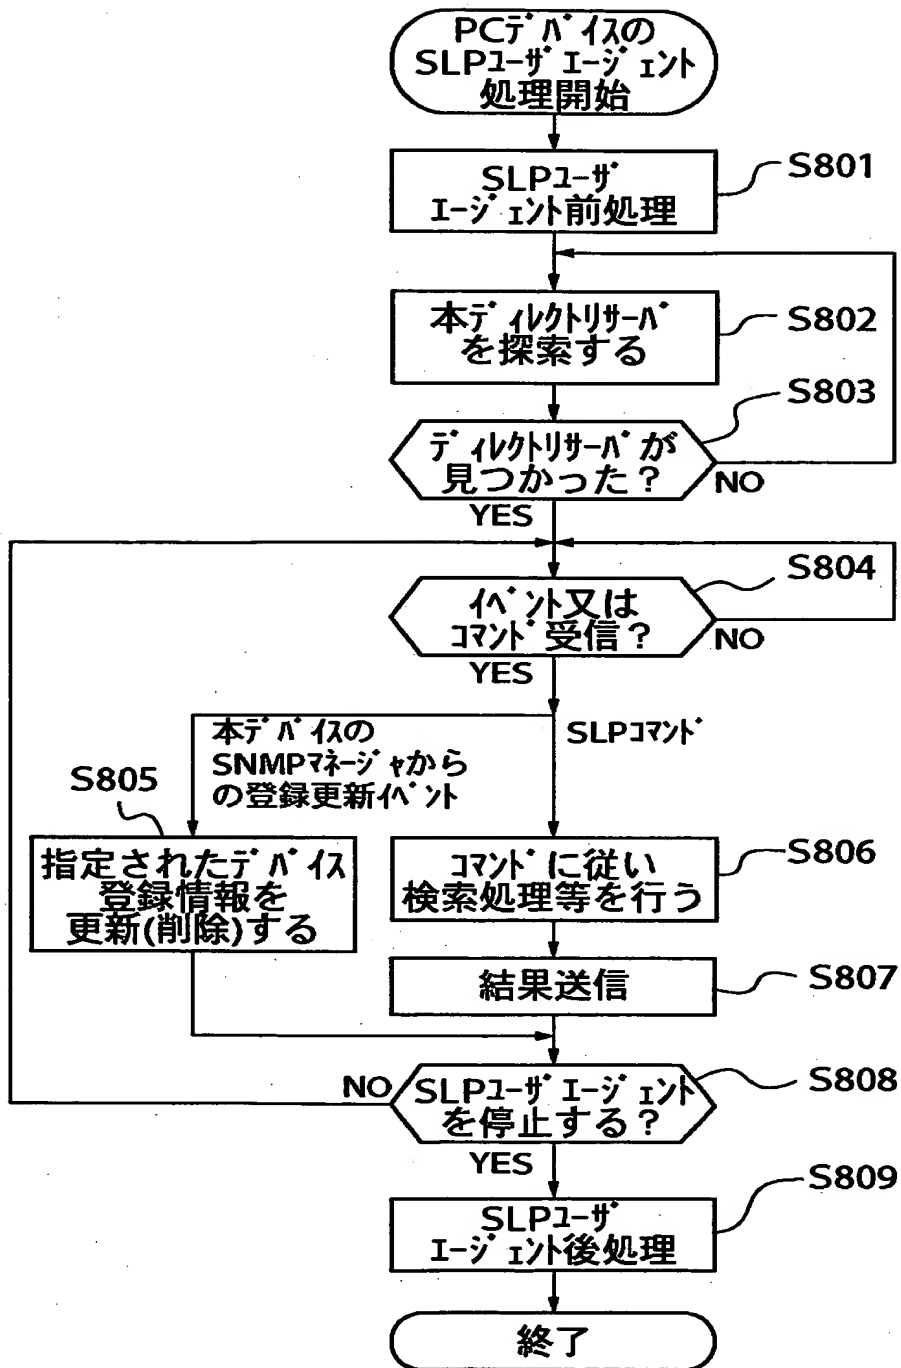 PCデバイスの
SLPユーザエージェント
処理開始
SLPユーザ
エージェント前処理
S801
本ディレクトリサーバ
を探索する
S802
ディレクトリサーバが
見つかった？
S803
NO
YES
イベント又は
コマンド受信？
S804
NO
YES
本デバイスの
SNMPマネージャから
の登録更新イベント
SLPコマンド
S805
指定されたデバイス
登録情報を
更新(削除)する
コマンドに従い
検索処理等を行う
S806
結果送信
S807
NO
SLPユーザエージェント
を停止する？
S808
YES
SLPユーザ
エージェント後処理
S809
終了